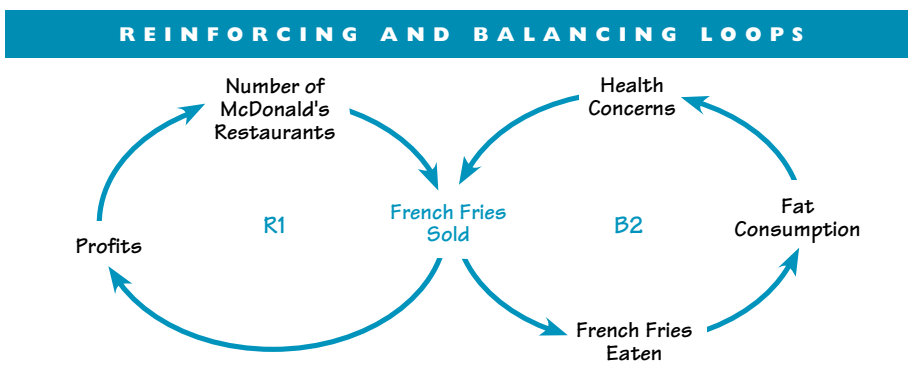 REINFORCING AND BALANCING LOOPS
Number of
McDonald's
Restaurants
Health
Concerns
French Fries
Sold
R1
B2
Fat
Consumption
Profits
French Fries
Eaten